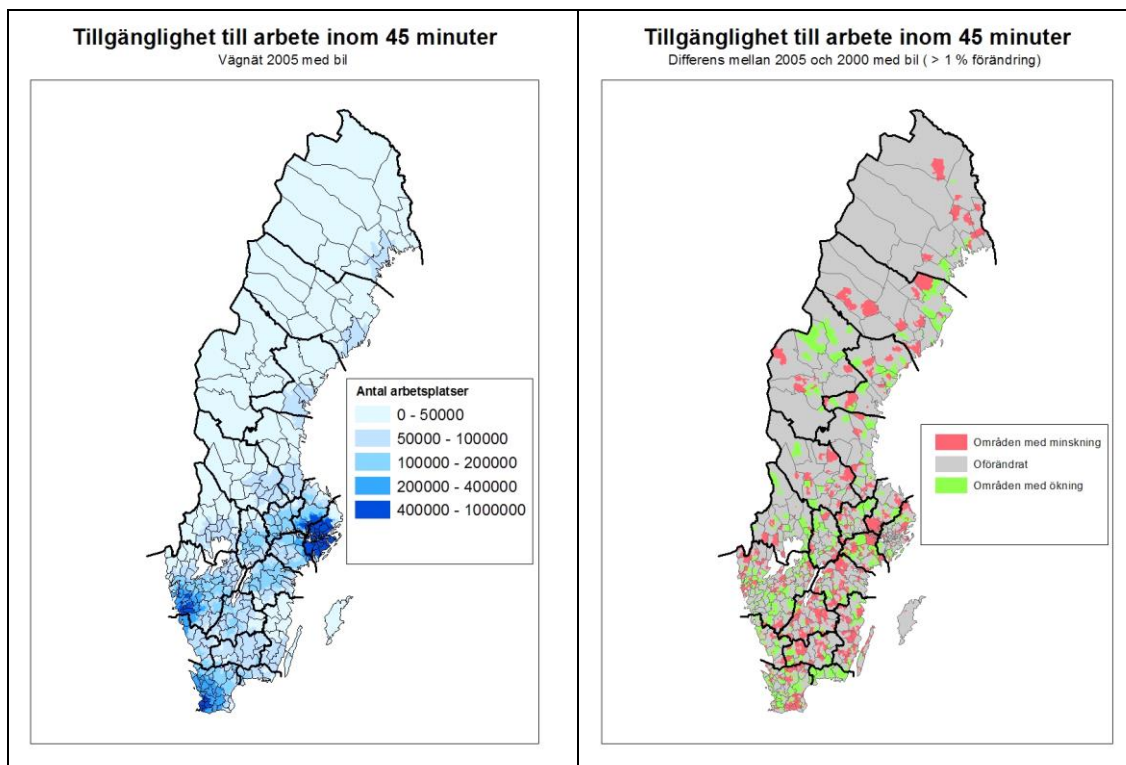 Tillgänglighet till arbete inom 45 minuter
Vägnät 2005 med bil
Antal arbetsplatser
0 - 50000
50000 - 100000
100000 - 200000
200000 - 400000
400000 - 1000000
Tillgänglighet till arbete inom 45 minuter
Differens mellan 2005 och 2000 med bil ( > 1 % förändring)
Områden med minskning
Oförändrat
Områden med ökning